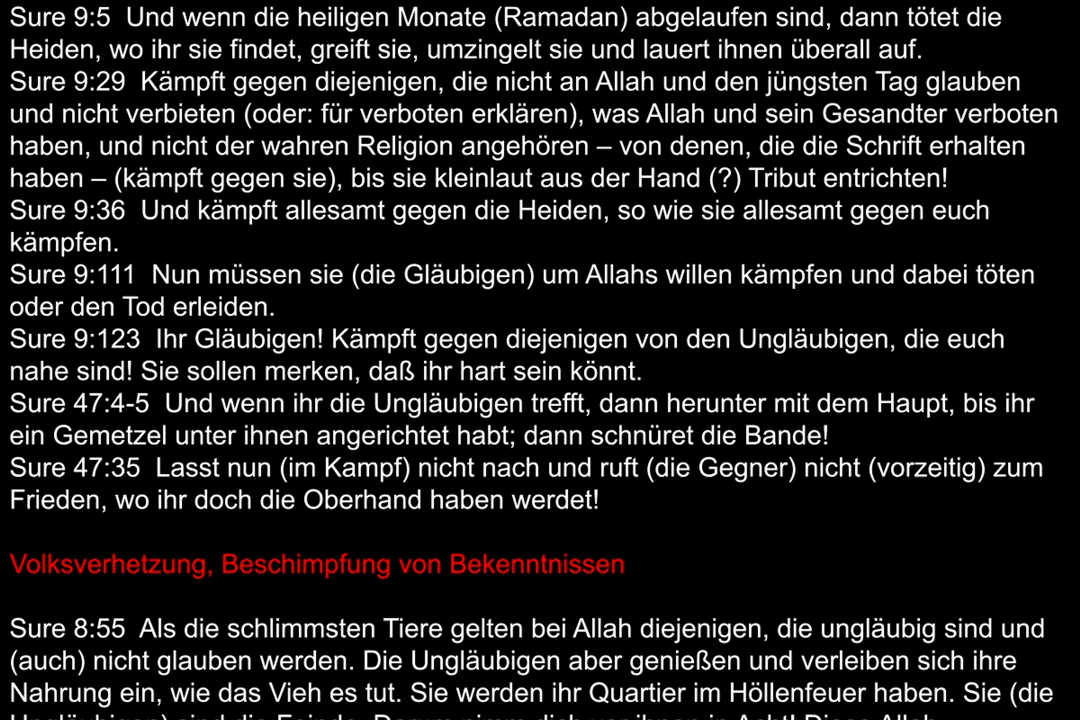 Sure 9:5  Und wenn die heiligen Monate (Ramadan) abgelaufen sind, dann tötet die
Heiden, wo ihr sie findet, greift sie, umzingelt sie und lauert ihnen überall auf.
Sure 9:29  Kämpft gegen diejenigen, die nicht an Allah und den jüngsten Tag glauben
und nicht verbieten (oder: für verboten erklären), was Allah und sein Gesandter verboten
haben, und nicht der wahren Religion angehören – von denen, die die Schrift erhalten
haben – (kämpft gegen sie), bis sie kleinlaut aus der Hand (?) Tribut entrichten!
Sure 9:36  Und kämpft allesamt gegen die Heiden, so wie sie allesamt gegen euch
kämpfen.
Sure 9:111  Nun müssen sie (die Gläubigen) um Allahs willen kämpfen und dabei töten
oder den Tod erleiden.
Sure 9:123  Ihr Gläubigen! Kämpft gegen diejenigen von den Ungläubigen, die euch
nahe sind! Sie sollen merken, daß ihr hart sein könnt.
Sure 47:4-5  Und wenn ihr die Ungläubigen trefft, dann herunter mit dem Haupt, bis ihr
ein Gemetzel unter ihnen angerichtet habt; dann schnüret die Bande!
Sure 47:35  Lasst nun (im Kampf) nicht nach und ruft (die Gegner) nicht (vorzeitig) zum
Frieden, wo ihr doch die Oberhand haben werdet!
Volksverhetzung, Beschimpfung von Bekenntnissen
Sure 8:55  Als die schlimmsten Tiere gelten bei Allah diejenigen, die ungläubig sind und
(auch) nicht glauben werden. Die Ungläubigen aber genießen und verleiben sich ihre
Nahrung ein, wie das Vieh es tut. Sie werden ihr Quartier im Höllenfeuer haben. Sie (die